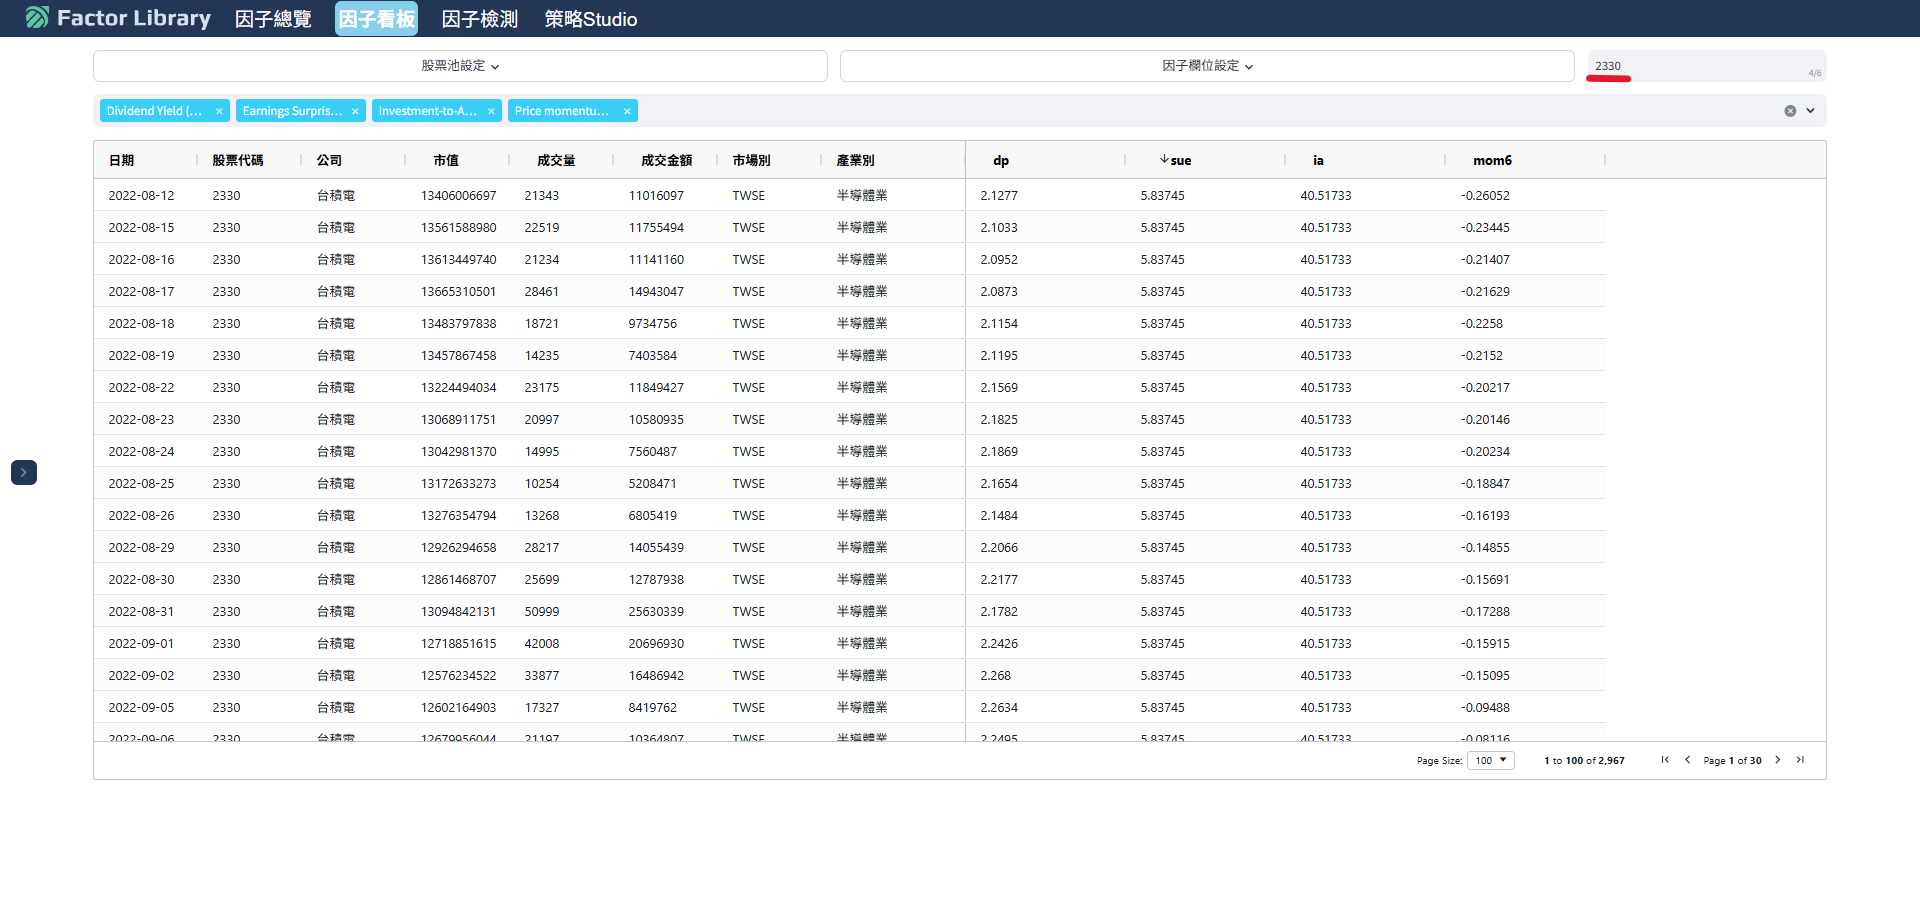 Factor Library 因子總覽 因子看板 因子檢測 策略Studio
股票池設定 因子欄位設定 2330 4/6
Dividend Yield (... × Earnings Surpris... × Investment-to-A... × Price momentu... ×
日期 股票代碼 公司 市值 成交量 成交金額 市場別 產業別 dp ↓sue ia mom6
2022-08-12 2330 台積電 13406006697 21343 11016097 TWSE 半導體業 2.1277 5.83745 40.51733 -0.26052
2022-08-15 2330 台積電 13561588980 22519 11755494 TWSE 半導體業 2.1033 5.83745 40.51733 -0.23445
2022-08-16 2330 台積電 13613449740 21234 11141160 TWSE 半導體業 2.0952 5.83745 40.51733 -0.21407
2022-08-17 2330 台積電 13665310501 28461 14943047 TWSE 半導體業 2.0873 5.83745 40.51733 -0.21629
2022-08-18 2330 台積電 13483797838 18721 9734756 TWSE 半導體業 2.1154 5.83745 40.51733 -0.2258
2022-08-19 2330 台積電 13457867458 14235 7403584 TWSE 半導體業 2.1195 5.83745 40.51733 -0.2152
2022-08-22 2330 台積電 13224494034 23175 11849427 TWSE 半導體業 2.1569 5.83745 40.51733 -0.20217
2022-08-23 2330 台積電 13068911751 20997 10580935 TWSE 半導體業 2.1825 5.83745 40.51733 -0.20146
2022-08-24 2330 台積電 13042981370 14995 7560487 TWSE 半導體業 2.1869 5.83745 40.51733 -0.20234
2022-08-25 2330 台積電 13172633273 10254 5208471 TWSE 半導體業 2.1654 5.83745 40.51733 -0.18847
2022-08-26 2330 台積電 13276354794 13268 6805419 TWSE 半導體業 2.1484 5.83745 40.51733 -0.16193
2022-08-29 2330 台積電 12926294658 28217 14055439 TWSE 半導體業 2.2066 5.83745 40.51733 -0.14855
2022-08-30 2330 台積電 12861468707 25699 12787938 TWSE 半導體業 2.2177 5.83745 40.51733 -0.15691
2022-08-31 2330 台積電 13094842131 50999 25630339 TWSE 半導體業 2.1782 5.83745 40.51733 -0.17288
2022-09-01 2330 台積電 12718851615 42008 20696930 TWSE 半導體業 2.2426 5.83745 40.51733 -0.15915
2022-09-02 2330 台積電 12576234522 33877 16486942 TWSE 半導體業 2.268 5.83745 40.51733 -0.15095
2022-09-05 2330 台積電 12602164903 17327 8419762 TWSE 半導體業 2.2634 5.83745 40.51733 -0.09488
2022-09-06 2330 台積電 12679956044 21197 10364807 TWSE 半導體業 2.2495 5.83745 40.51733 -0.08116
Page Size: 100 1 to 100 of 2,967 Page 1 of 30